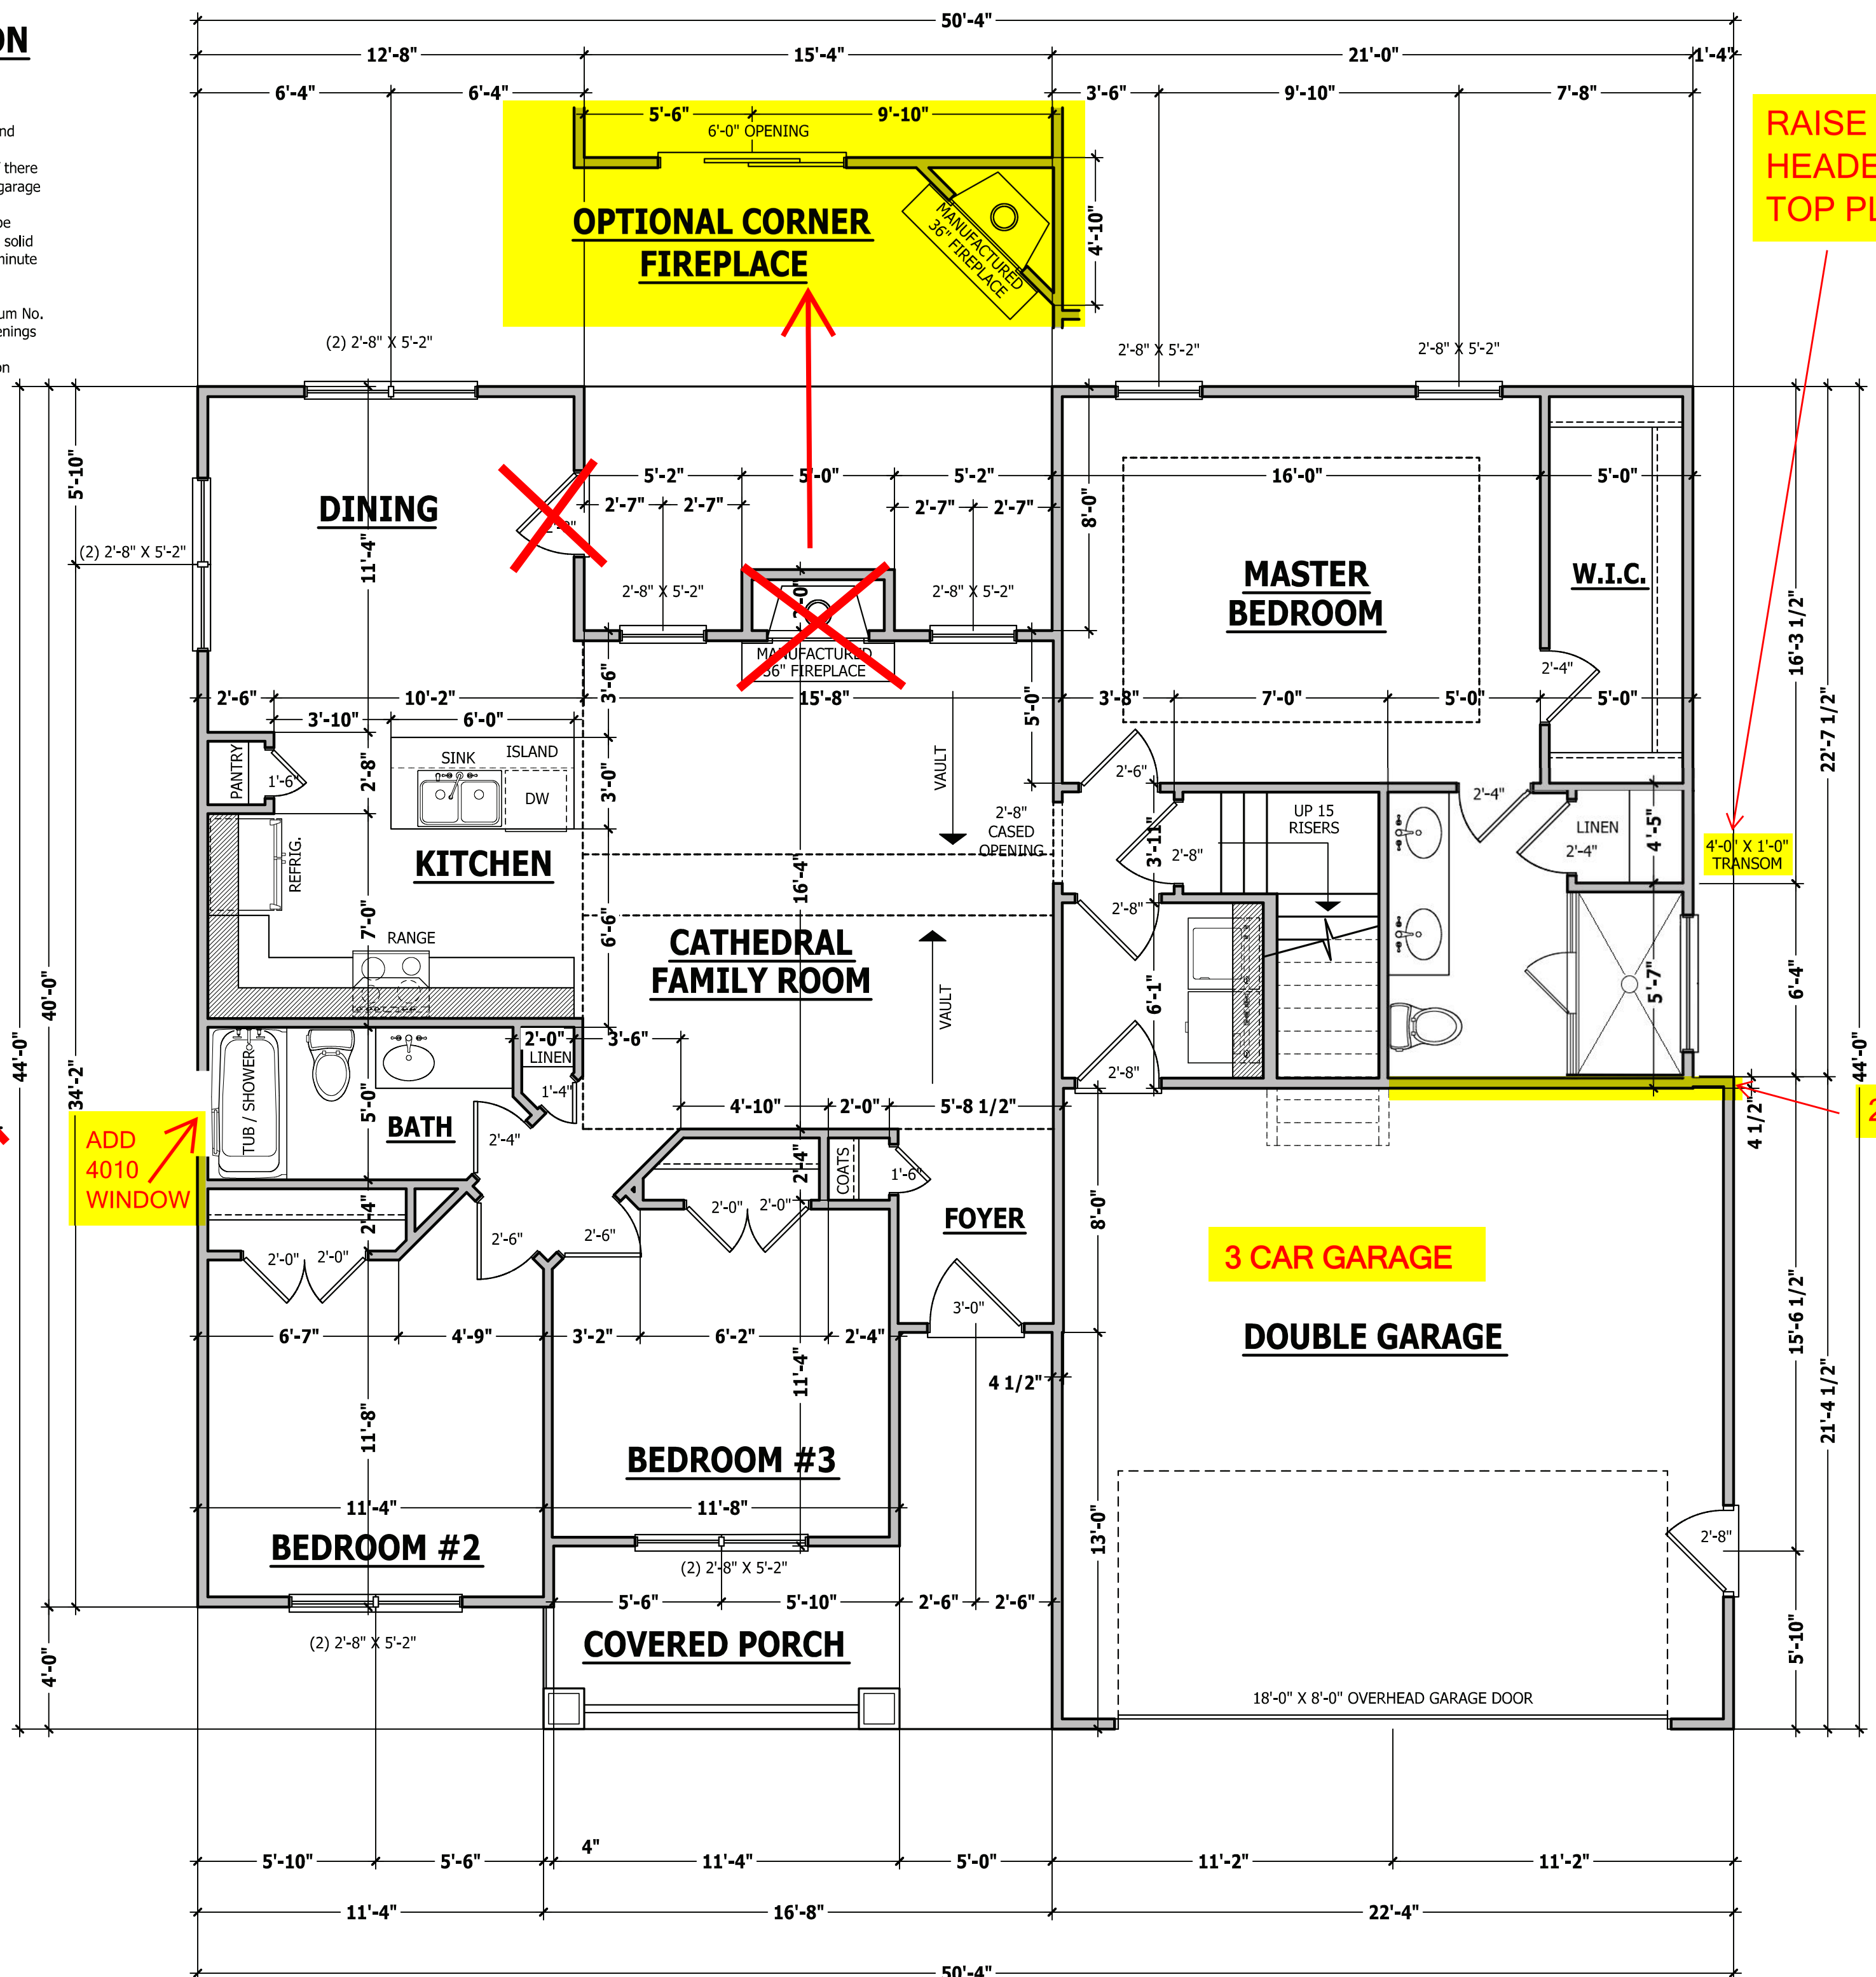 ON
50'-4"
12'-8"
15'-4"
21'-0"
1'-4"
6'-4"
6'-4"
3'-6"
9'-10"
7'-8"
5'-6"
9'-10"
6'-0" OPENING
nd
there
garage
be
solid
minute
um No.
enings
on
OPTIONAL CORNER
FIREPLACE
MANUFACTURED
36" FIREPLACE
4'-10"
RAISE
HEADE
TOP PL
(2) 2'-8" X 5'-2"
2'-8" X 5'-2"
2'-8" X 5'-2"
5'-10"
(2) 2'-8" X 5'-2"
DINING
11'-4"
5'-2"
5'-0"
5'-2"
2'-7"
2'-7"
2'-7"
2'-7"
8'-0"
16'-0"
5'-0"
2'-8" X 5'-2"
2'-0"
2'-8" X 5'-2"
MANUFACTURED
36" FIREPLACE
MASTER
BEDROOM
W.I.C.
16'-3 1/2"
22'-7 1/2"
2'-4"
2'-6"
10'-2"
3'-6"
15'-8"
5'-0"
3'-8"
7'-0"
5'-0"
5'-0"
3'-10"
6'-0"
PANTRY
1'-6"
2'-8"
SINK
ISLAND
DW
3'-0"
VAULT
2'-8"
CASED
OPENING
2'-6"
3'-11"
2'-8"
UP 15
RISERS
2'-4"
LINEN
2'-4"
4'-5"
4'-0" X 1'-0"
TRANSOM
REFRIG.
KITCHEN
7'-0"
RANGE
6'-6"
16'-4"
CATHEDRAL
FAMILY ROOM
VAULT
2'-8"
6'-1"
5'-7"
6'-4"
44'-0"
40'-0"
34'-2"
44'-0"
TUB / SHOWER
5'-0"
BATH
2'-0"
LINEN
1'-4"
3'-6"
2'-4"
4'-10"
2'-0"
5'-8 1/2"
2'-8"
4 1/2"
2
ADD
4010
WINDOW
2'-4"
2'-0"
2'-0"
2'-6"
2'-6"
2'-4"
2'-0"
2'-0"
COATS
1'-6"
FOYER
3'-0"
8'-0"
3 CAR GARAGE
DOUBLE GARAGE
15'-6 1/2"
21'-4 1/2"
6'-7"
4'-9"
3'-2"
6'-2"
2'-4"
11'-4"
4 1/2"
11'-8"
BEDROOM #3
11'-4"
11'-8"
BEDROOM #2
13'-0"
2'-8"
(2) 2'-8" X 5'-2"
5'-6"
5'-10"
2'-6"
2'-6"
(2) 2'-8" X 5'-2"
COVERED PORCH
4'-0"
5'-10"
18'-0" X 8'-0" OVERHEAD GARAGE DOOR
4"
5'-10"
5'-6"
11'-4"
5'-0"
11'-2"
11'-2"
11'-4"
16'-8"
22'-4"
50'-4"